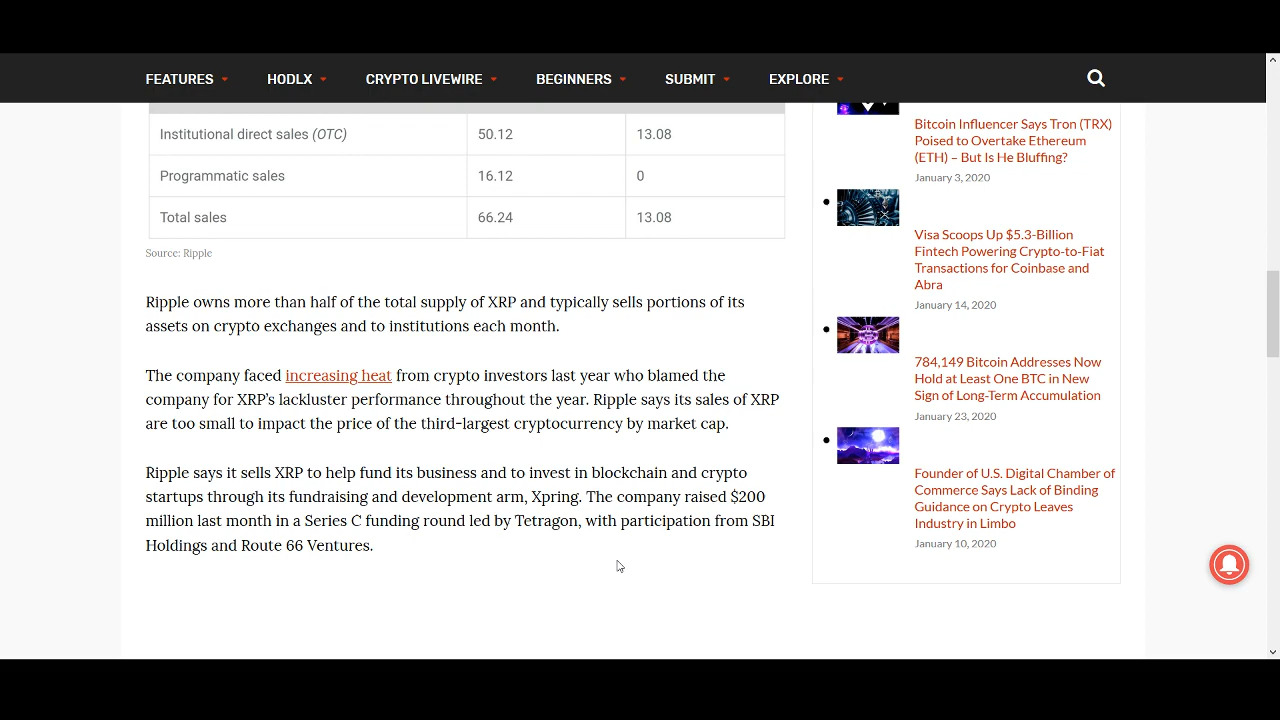 FEATURES HODLX CRYPTO LIVEWIRE BEGINNERS SUBMIT EXPLORE
Institutional direct sales (OTC) 50.12 13.08
Programmatic sales 16.12 0
Total sales 66.24 13.08
Source: Ripple
Ripple owns more than half of the total supply of XRP and typically sells portions of its
assets on crypto exchanges and to institutions each month.
The company faced increasing heat from crypto investors last year who blamed the
company for XRP's lackluster performance throughout the year. Ripple says its sales of XRP
are too small to impact the price of the third-largest cryptocurrency by market cap.
Ripple says it sells XRP to help fund its business and to invest in blockchain and crypto
startups through its fundraising and development arm, Xpring. The company raised $200
million last month in a Series C funding round led by Tetragon, with participation from SBI
Holdings and Route 66 Ventures.
Bitcoin Influencer Says Tron (TRX)
Poised to Overtake Ethereum
(ETH) – But Is He Bluffing?
January 3, 2020
Visa Scoops Up $5.3-Billion
Fintech Powering Crypto-to-Fiat
Transactions for Coinbase and
Abra
January 14, 2020
784,149 Bitcoin Addresses Now
Hold at Least One BTC in New
Sign of Long-Term Accumulation
January 23, 2020
Founder of U.S. Digital Chamber of
Commerce Says Lack of Binding
Guidance on Crypto Leaves
Industry in Limbo
January 10, 2020